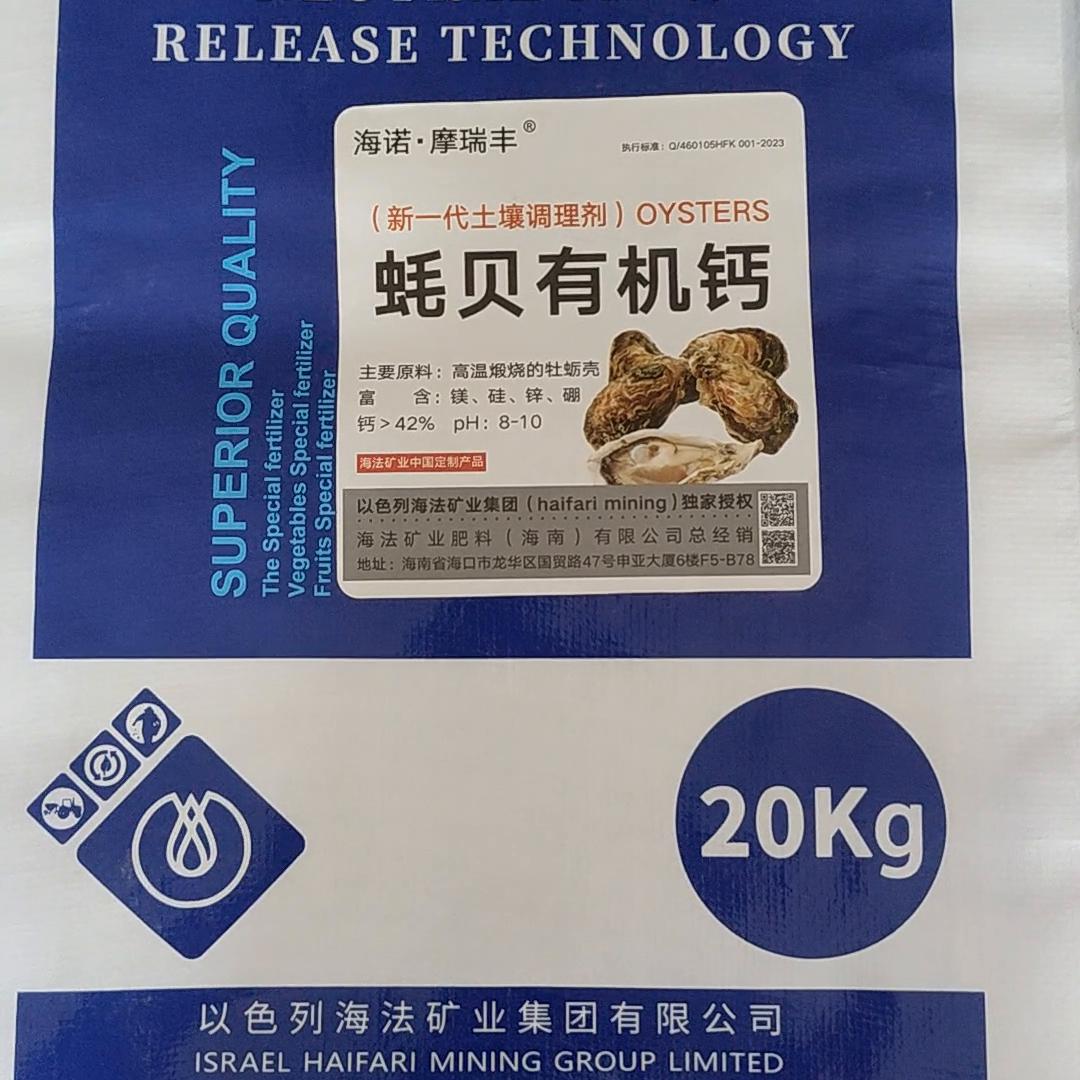 RELEASE TECHNOLOGY
海诺·摩瑞丰®
执行标准：Q/460105HFK 001-2023
（新一代土壤调理剂）OYSTERS
蚝贝有机钙
主要原料：高温煅烧的牡蛎壳
富 含：镁、硅、锌、硼
钙>42% pH：8-10
海法矿业中国定制产品
以色列海法矿业集团（haifari mining）独家授权
海法矿业肥料（海南）有限公司总经销
地址：海南省海口市龙华区国贸路47号申亚大厦6楼F5-B78
SUPERIOR QUALITY
The Special fertilizer
Vegetables Special fertilizer
Fruits Special fertilizer
20Kg
以色列海法矿业集团有限公司
ISRAEL HAIFARI MINING GROUP LIMITED